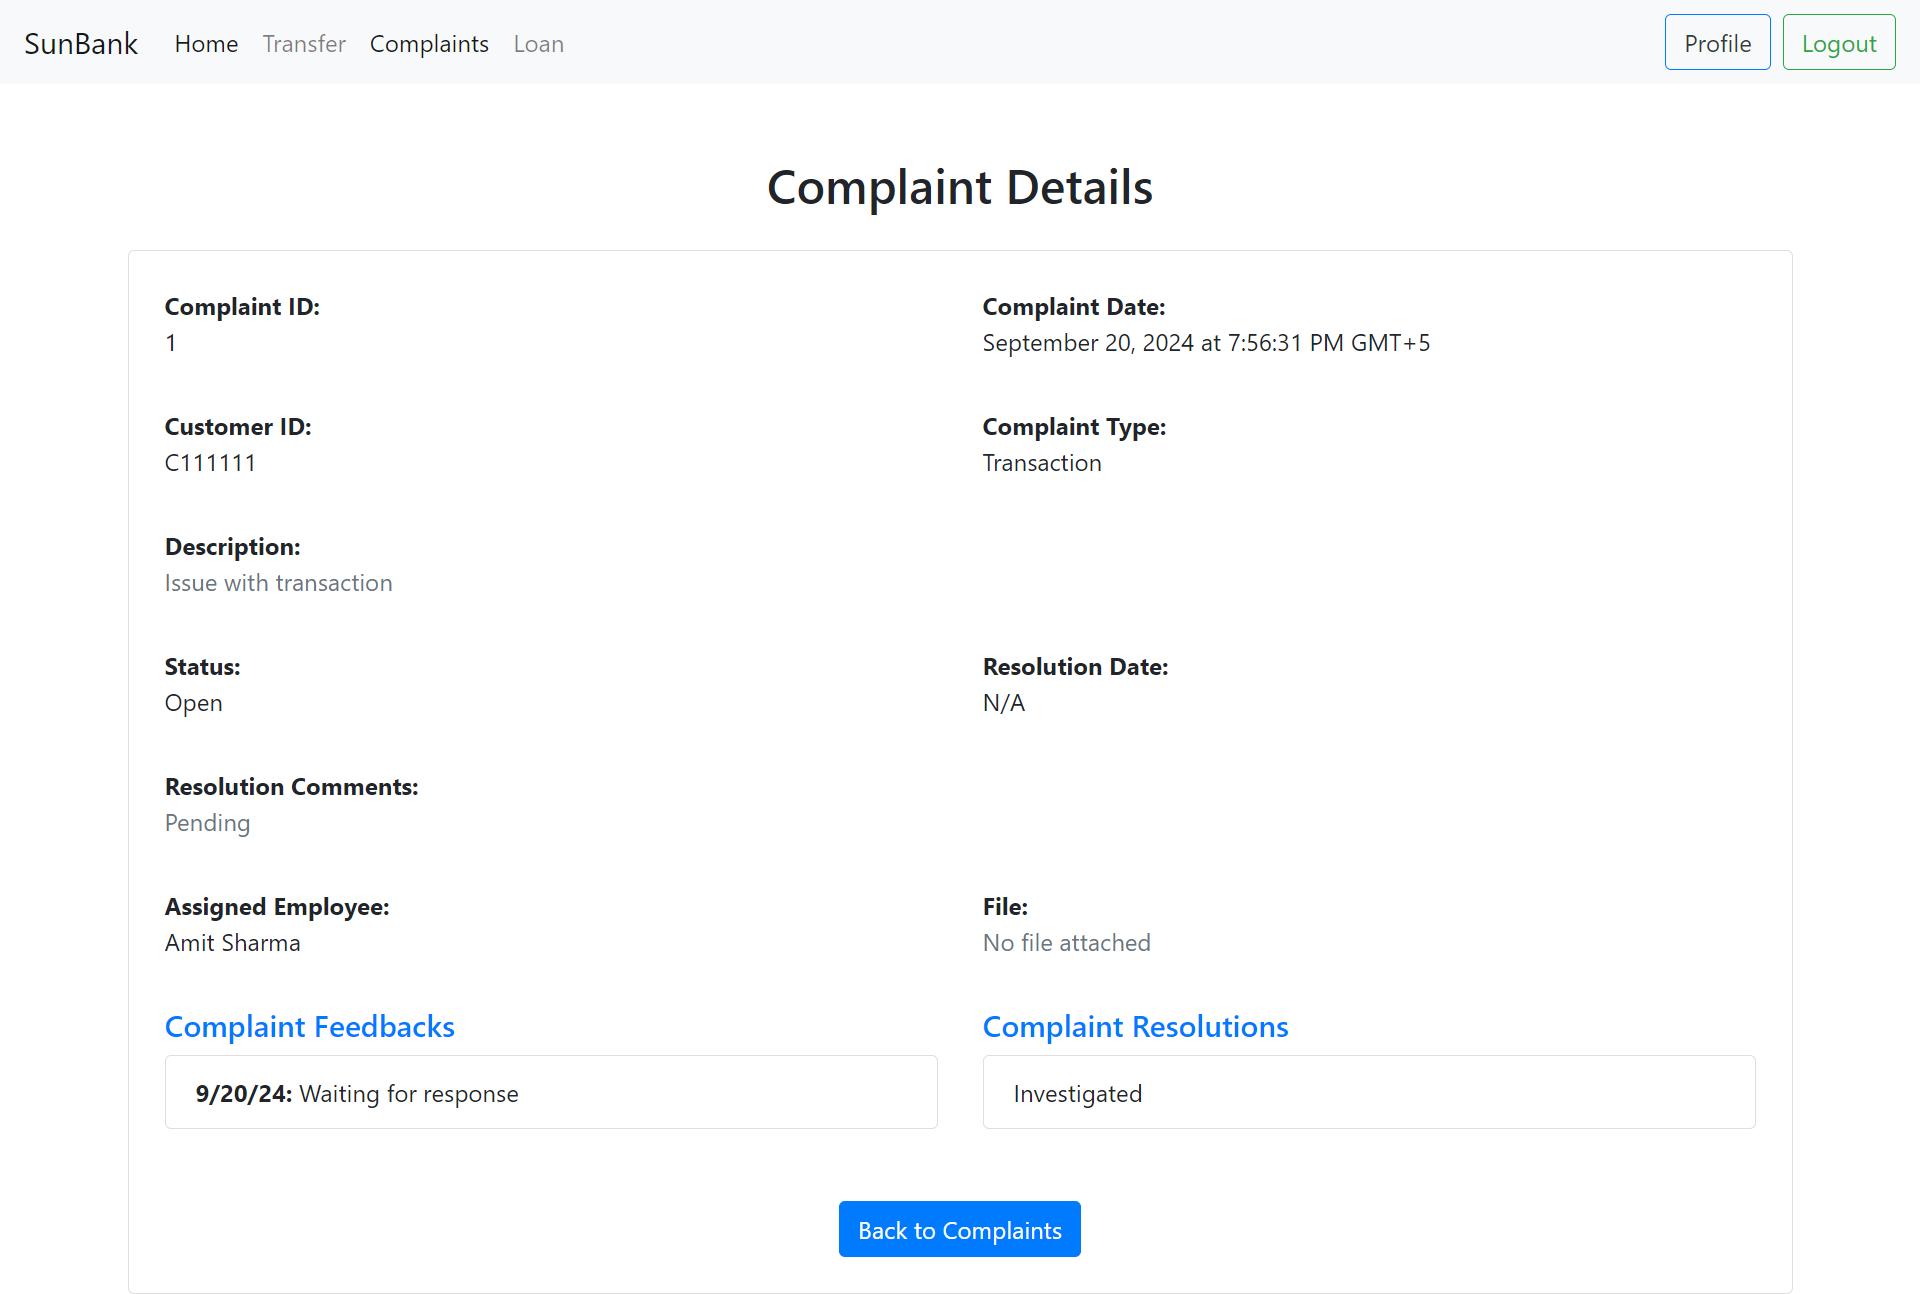 SunBank Home Transfer Complaints Loan Profile Logout
Complaint Details
Complaint ID: Complaint Date:
1 September 20, 2024 at 7:56:31 PM GMT+5
Customer ID: Complaint Type:
C111111 Transaction
Description:
Issue with transaction
Status: Resolution Date:
Open N/A
Resolution Comments:
Pending
Assigned Employee: File:
Amit Sharma No file attached
Complaint Feedbacks Complaint Resolutions
9/20/24: Waiting for response Investigated
Back to Complaints